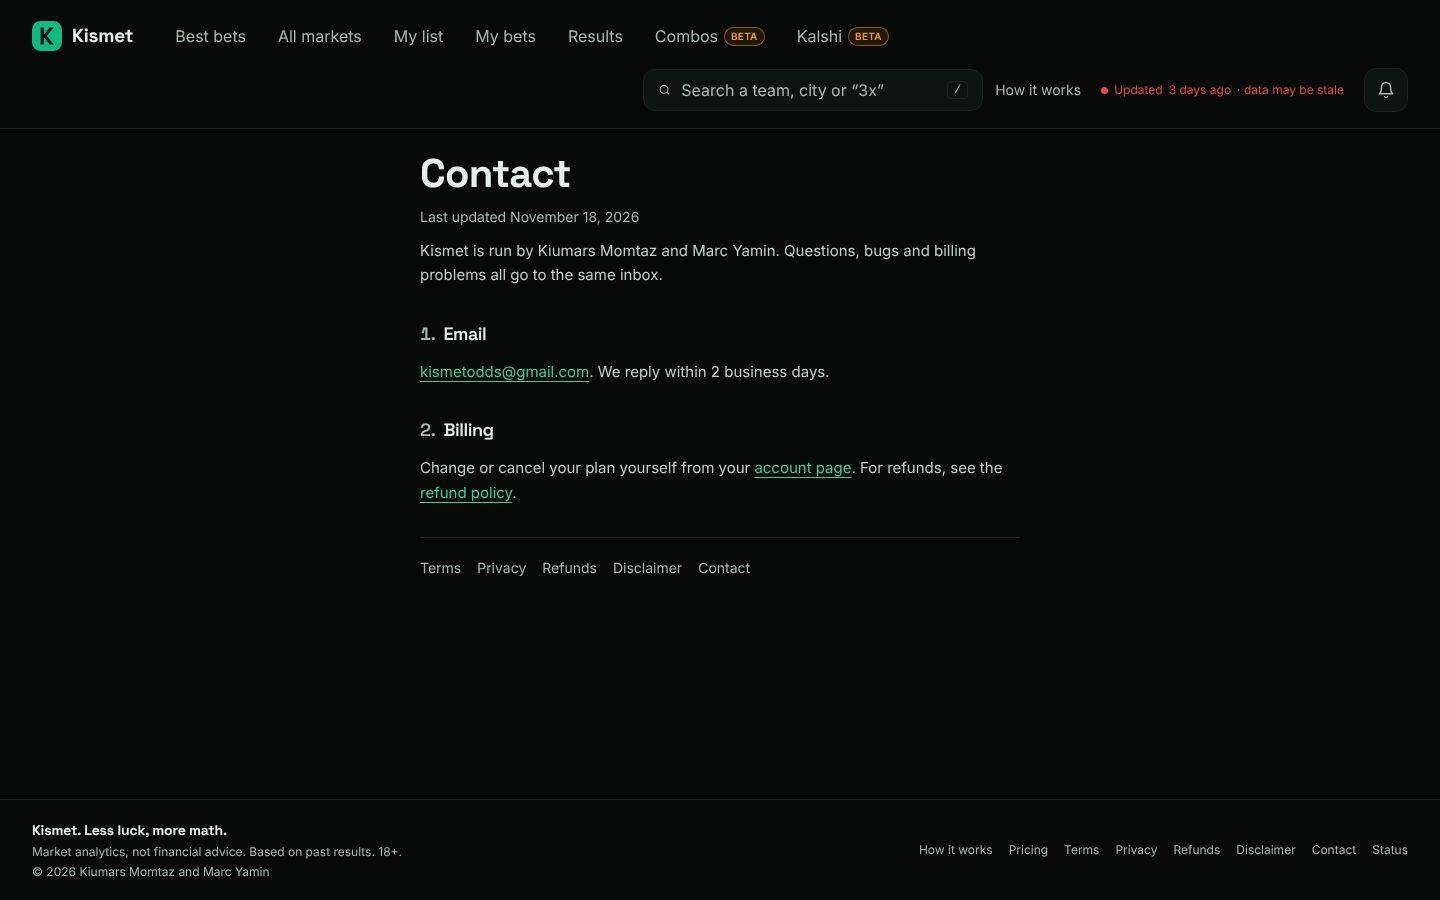 K Kismet Best bets All markets My list My bets Results Combos BETA Kalshi BETA
Search a team, city or “3x” / How it works Updated 3 days ago · data may be stale
Contact
Last updated November 18, 2026
Kismet is run by Kiumars Momtaz and Marc Yamin. Questions, bugs and billing
problems all go to the same inbox.
1. Email
kismetodds@gmail.com. We reply within 2 business days.
2. Billing
Change or cancel your plan yourself from your account page. For refunds, see the
refund policy.
Terms Privacy Refunds Disclaimer Contact
Kismet. Less luck, more math.
Market analytics, not financial advice. Based on past results. 18+.
© 2026 Kiumars Momtaz and Marc Yamin
How it works Pricing Terms Privacy Refunds Disclaimer Contact Status